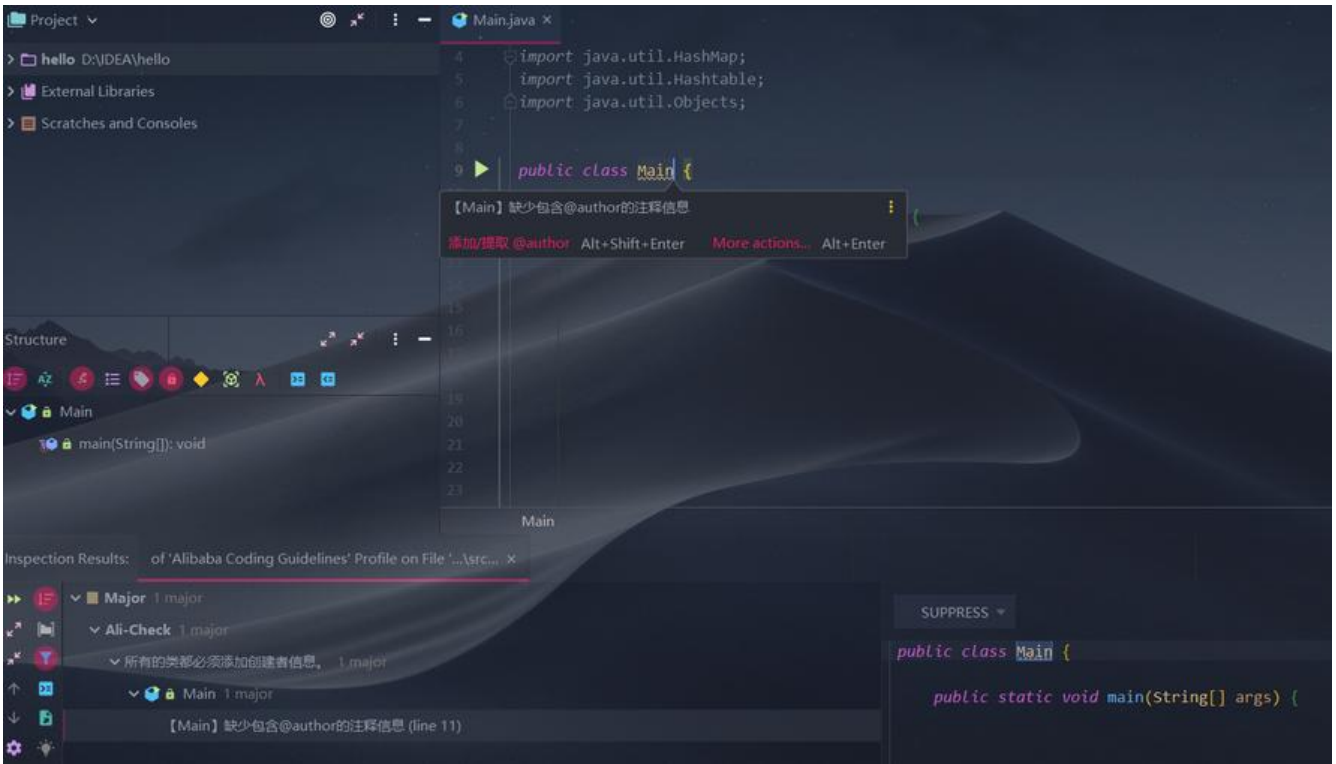 Project
Main.java ×
hello D:\IDEA\hello
External Libraries
Scratches and Consoles
4 import java.util.HashMap;
5 import java.util.Hashtable;
6 import java.util.Objects;
7
8
9 public class Main {
【Main】缺少包含@author的注释信息
添加/提取 @author Alt+Shift+Enter More actions... Alt+Enter
{
15
16
19
20
21
22
23
Main
Structure
AZ
λ
Main
main(String[]): void
Inspection Results: of 'Alibaba Coding Guidelines' Profile on File '...\src... ×
Major 1 major
Ali-Check 1 major
所有的类都必须添加创建者信息。 1 major
Main 1 major
【Main】缺少包含@author的注释信息 (line 11)
SUPPRESS
public class Main {
public static void main(String[] args) {